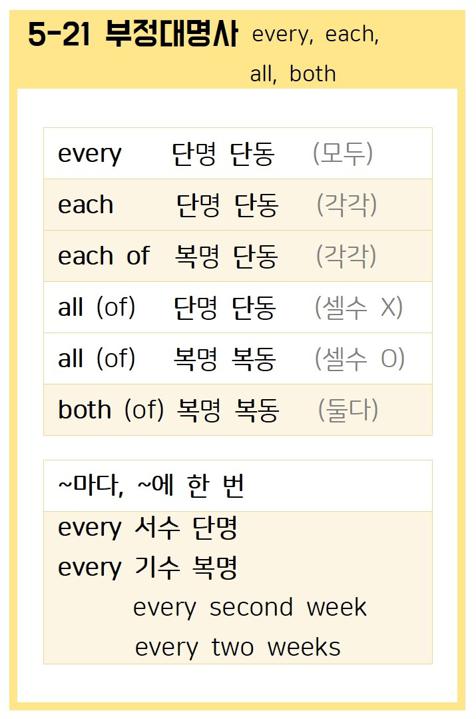 5-21 부정대명사 every, each,
all, both
every 단명 단동 (모두)
each 단명 단동 (각각)
each of 복명 단동 (각각)
all (of) 단명 단동 (셀수 X)
all (of) 복명 복동 (셀수 O)
both (of) 복명 복동 (둘다)
~마다, ~에 한 번
every 서수 단명
every 기수 복명
every second week
every two weeks